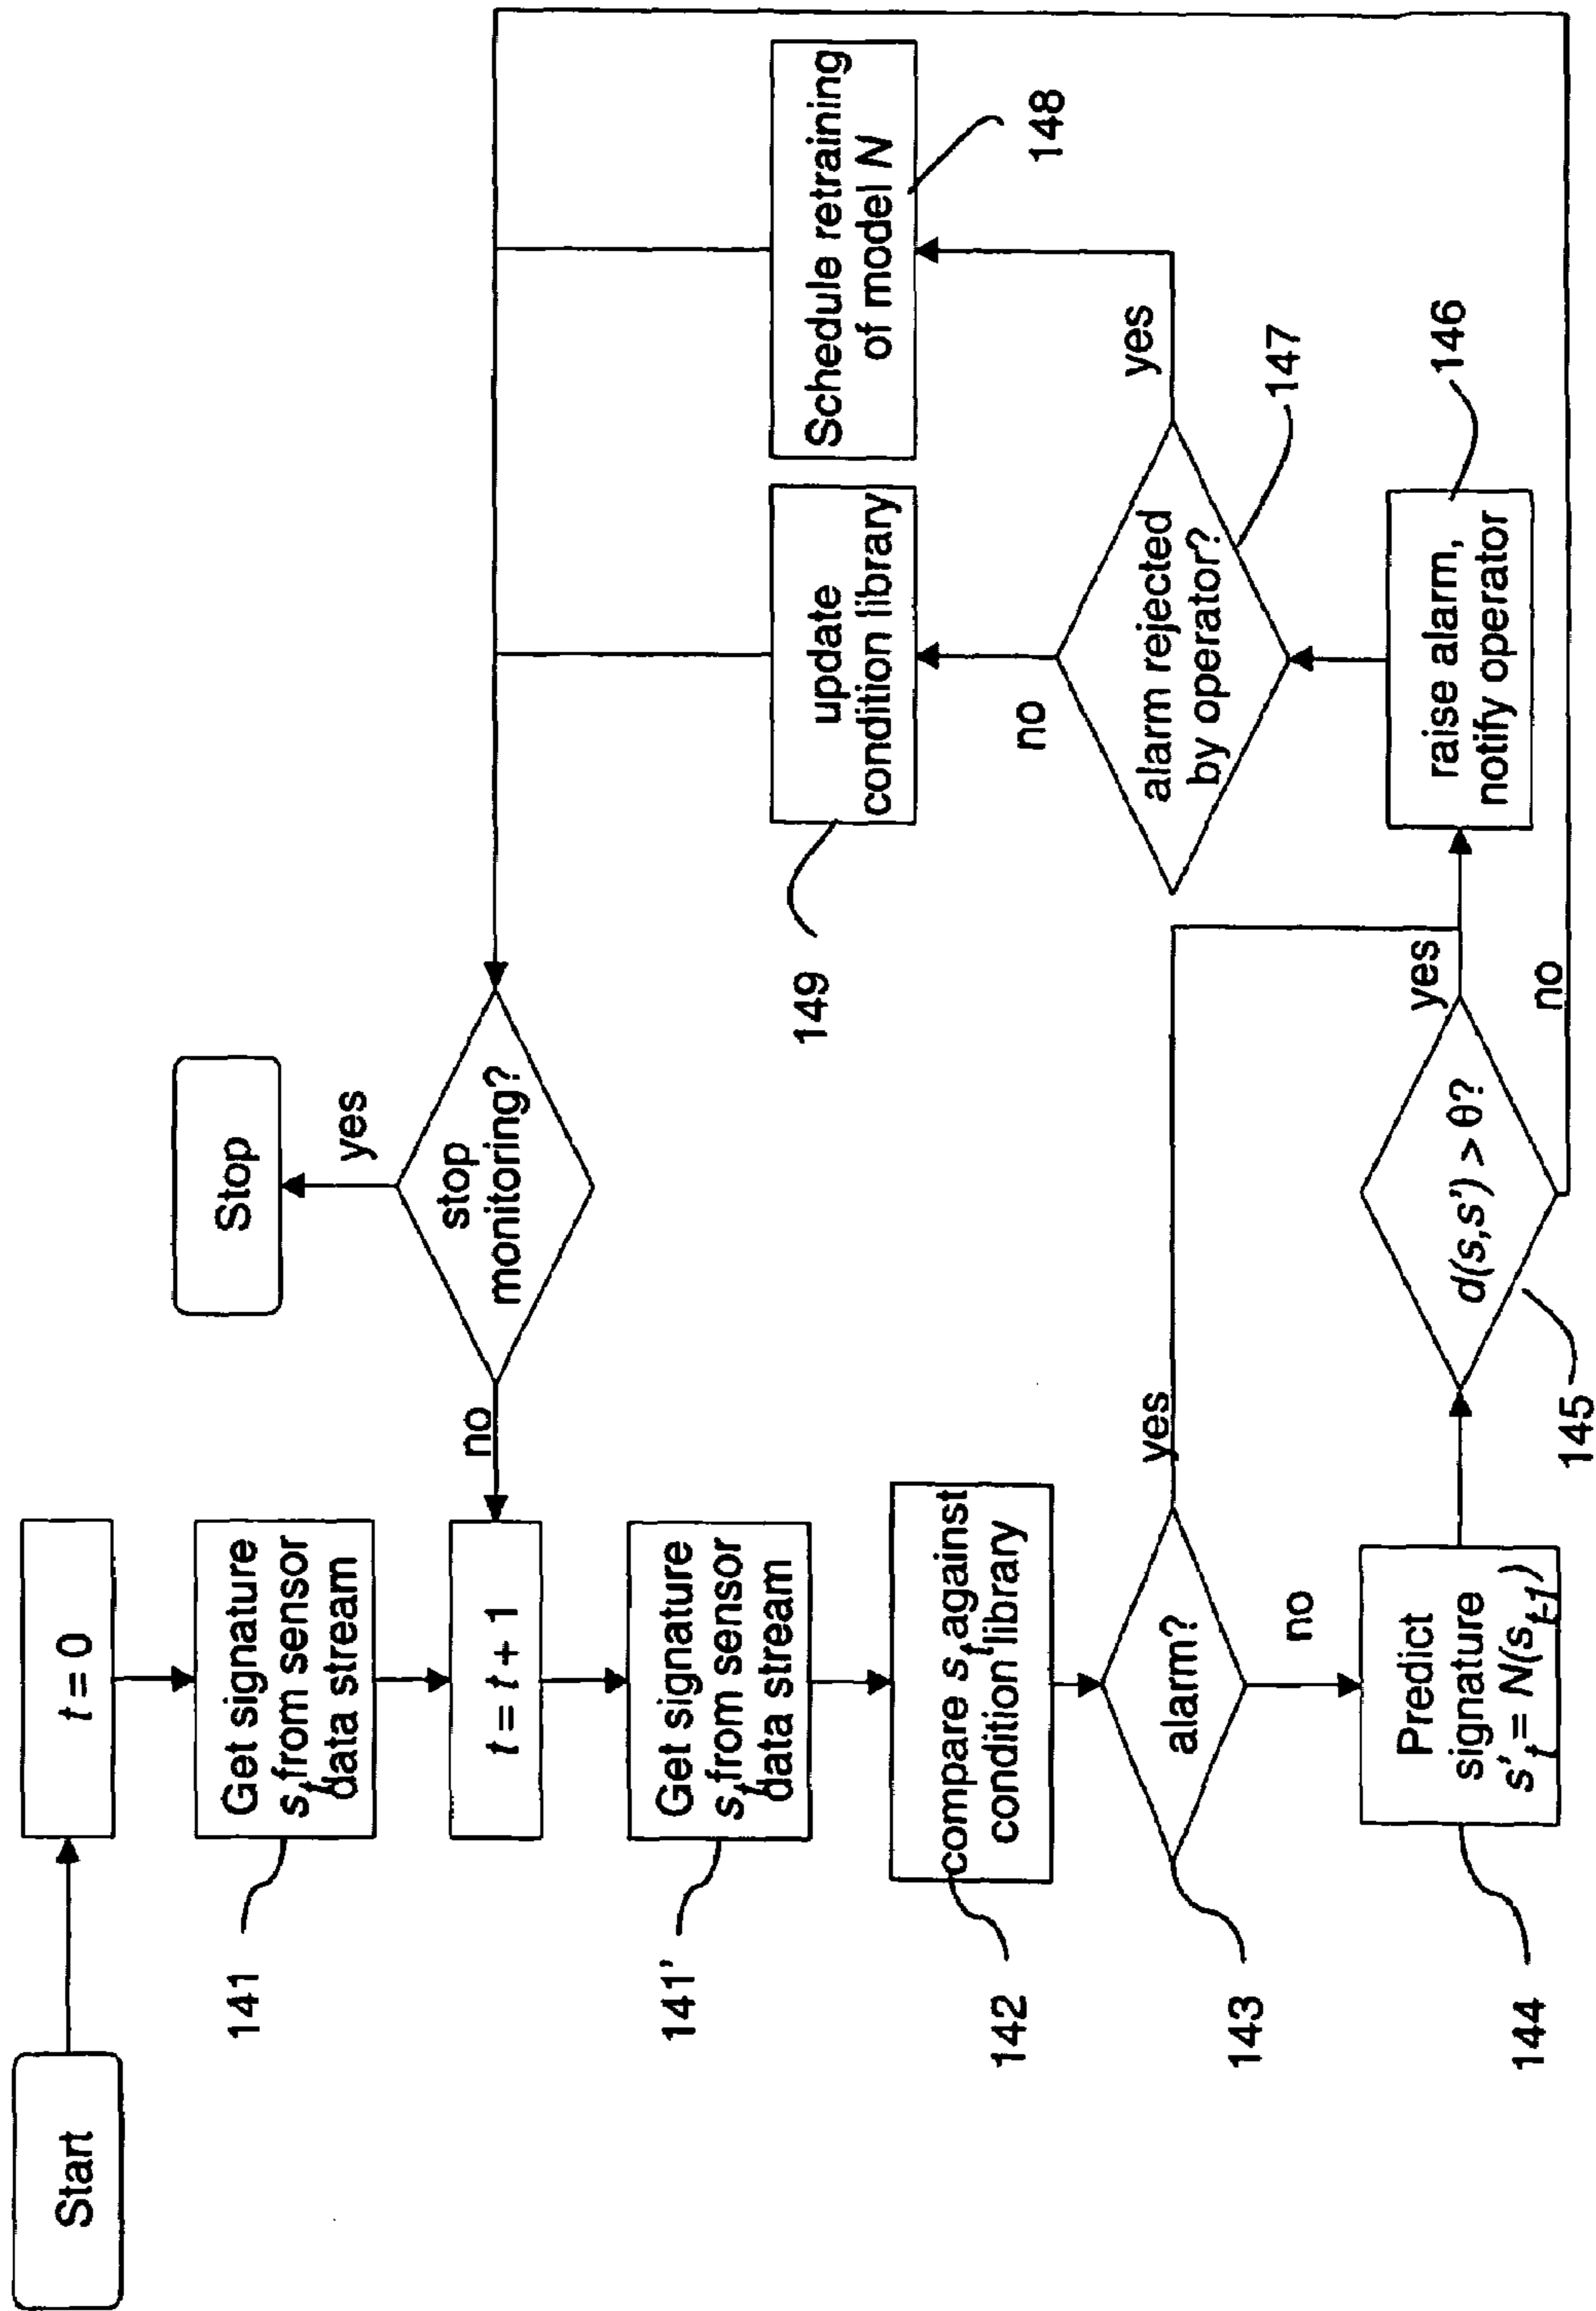 Start
t = 0
Get signature
s_t from sensor
data stream
141
t = t + 1
Get signature
s_t from sensor
data stream
141'
compare s_t against
condition library
142
alarm?
143
yes
no
Predict
signature
s'_t = N(s_{t-1})
144
d(s,s') > θ?
145
yes
no
raise alarm,
notify operator
146
alarm rejected
by operator?
147
no
yes
update
condition library
149
Schedule retraining
of model N
148
stop
monitoring?
yes
no
Stop